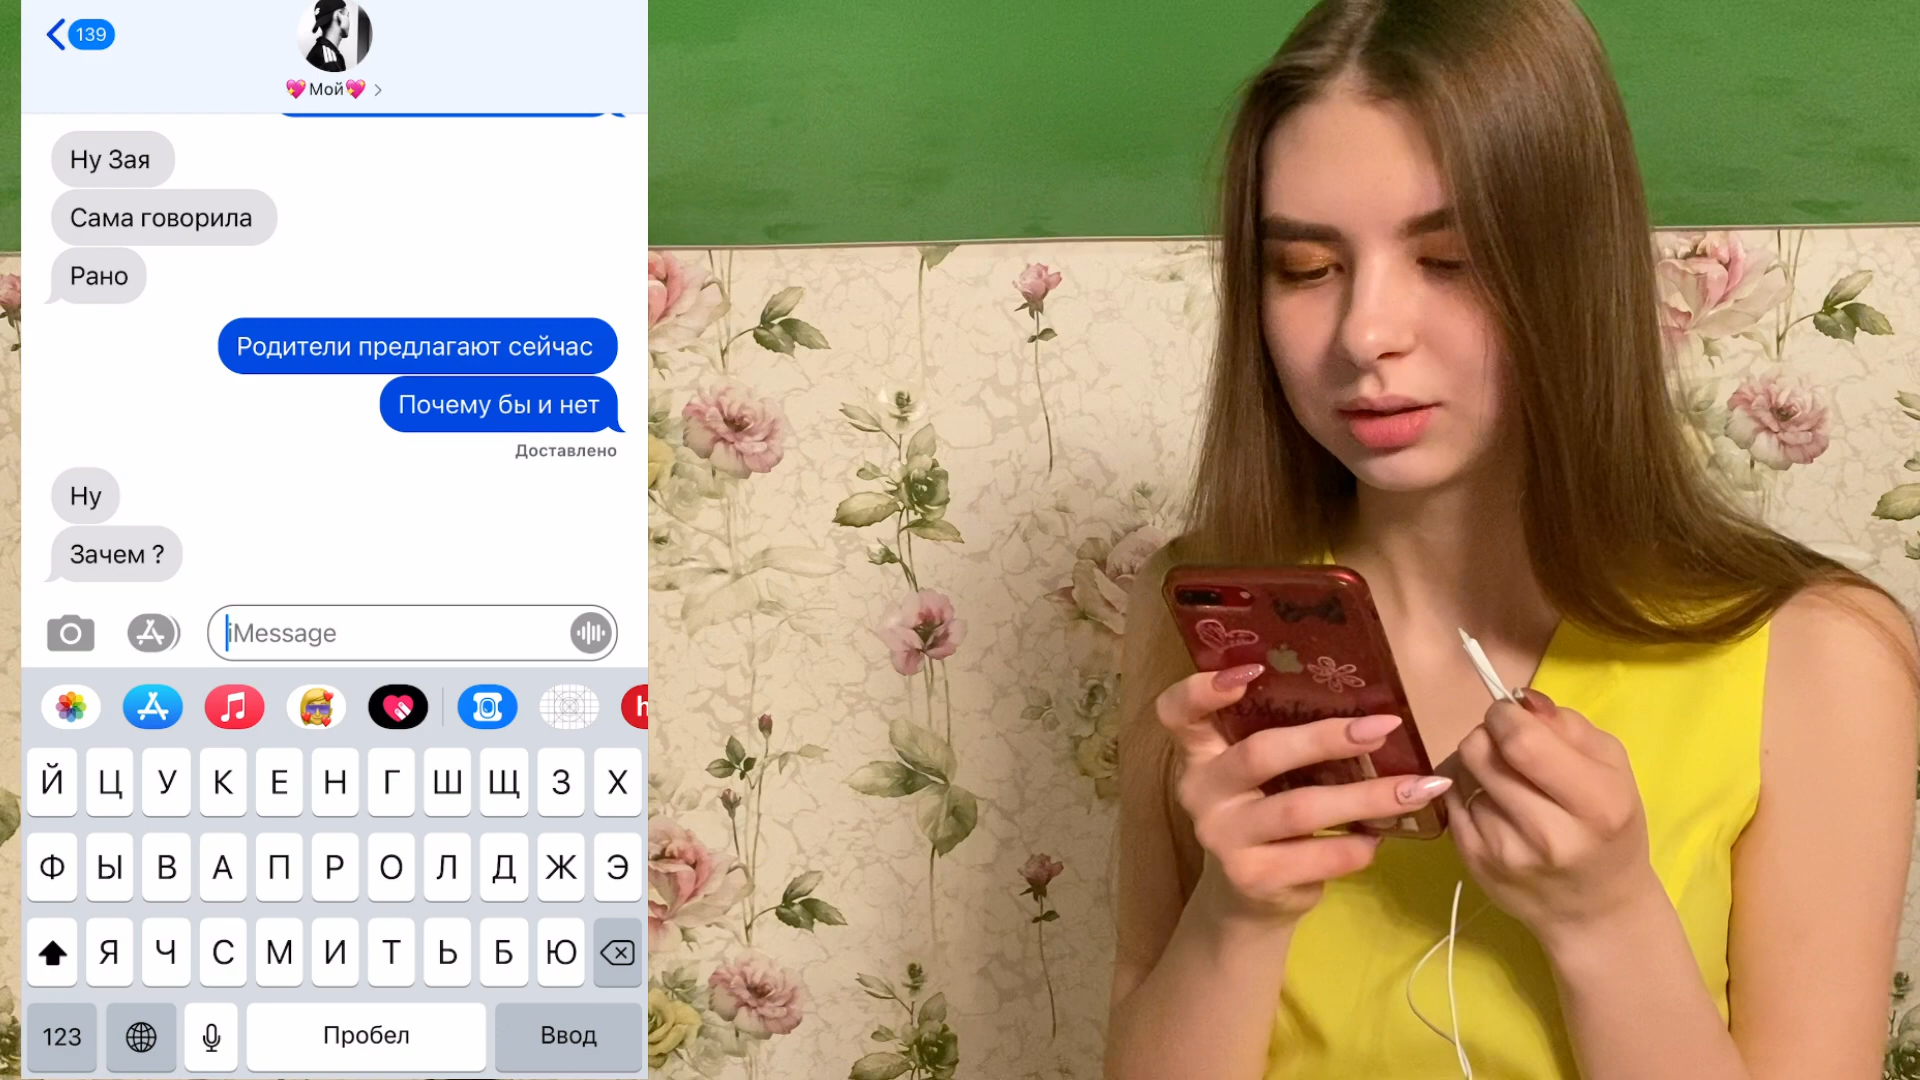 139
💖Мой💖
Ну Зая
Сама говорила
Рано
Родители предлагают сейчас
Почему бы и нет
Доставлено
Ну
Зачем ?
iMessage
Й Ц У К Е Н Г Ш Щ З Х
Ф Ы В А П Р О Л Д Ж Э
Я Ч С М И Т Ь Б Ю
123 Пробел Ввод